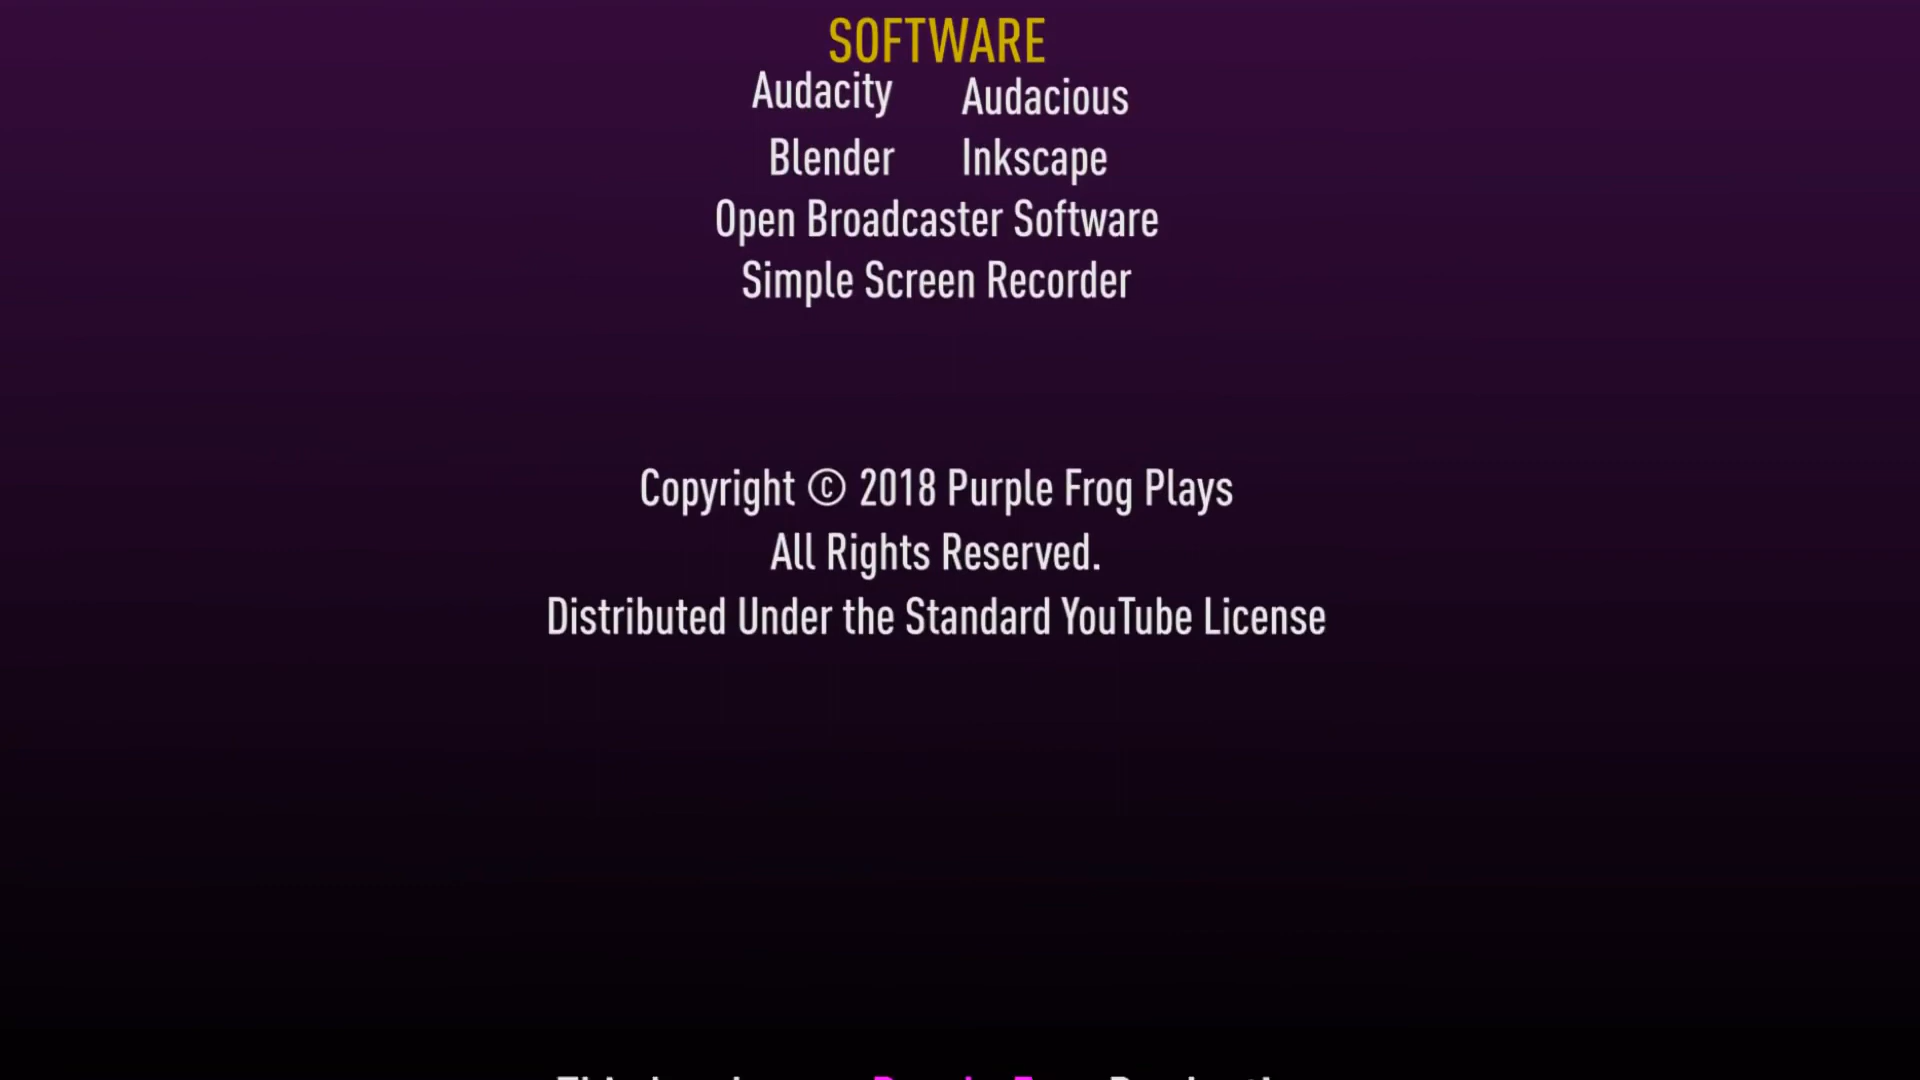 SOFTWARE
Audacity Audacious
Blender Inkscape
Open Broadcaster Software
Simple Screen Recorder
Copyright © 2018 Purple Frog Plays
All Rights Reserved.
Distributed Under the Standard YouTube License